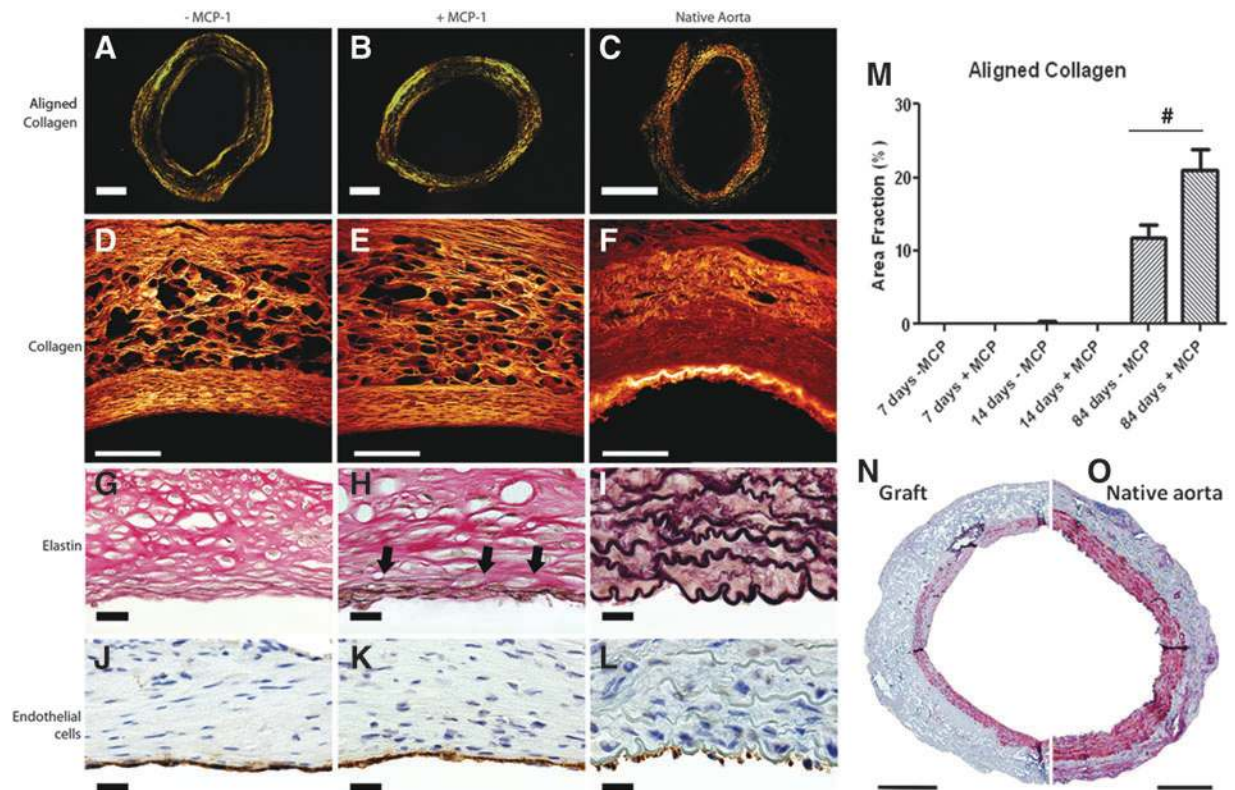 - MCP-1
+ MCP-1
Native Aorta
A
B
C
Aligned
Collagen
D
E
F
Collagen
G
H
I
Elastin
J
K
L
Endothelial
cells
M
Aligned Collagen
#
30
20
10
0
Area Fraction (%)
7 days -MCP
7 days + MCP
14 days - MCP
14 days + MCP
84 days - MCP
84 days + MCP
N
Graft
O
Native aorta